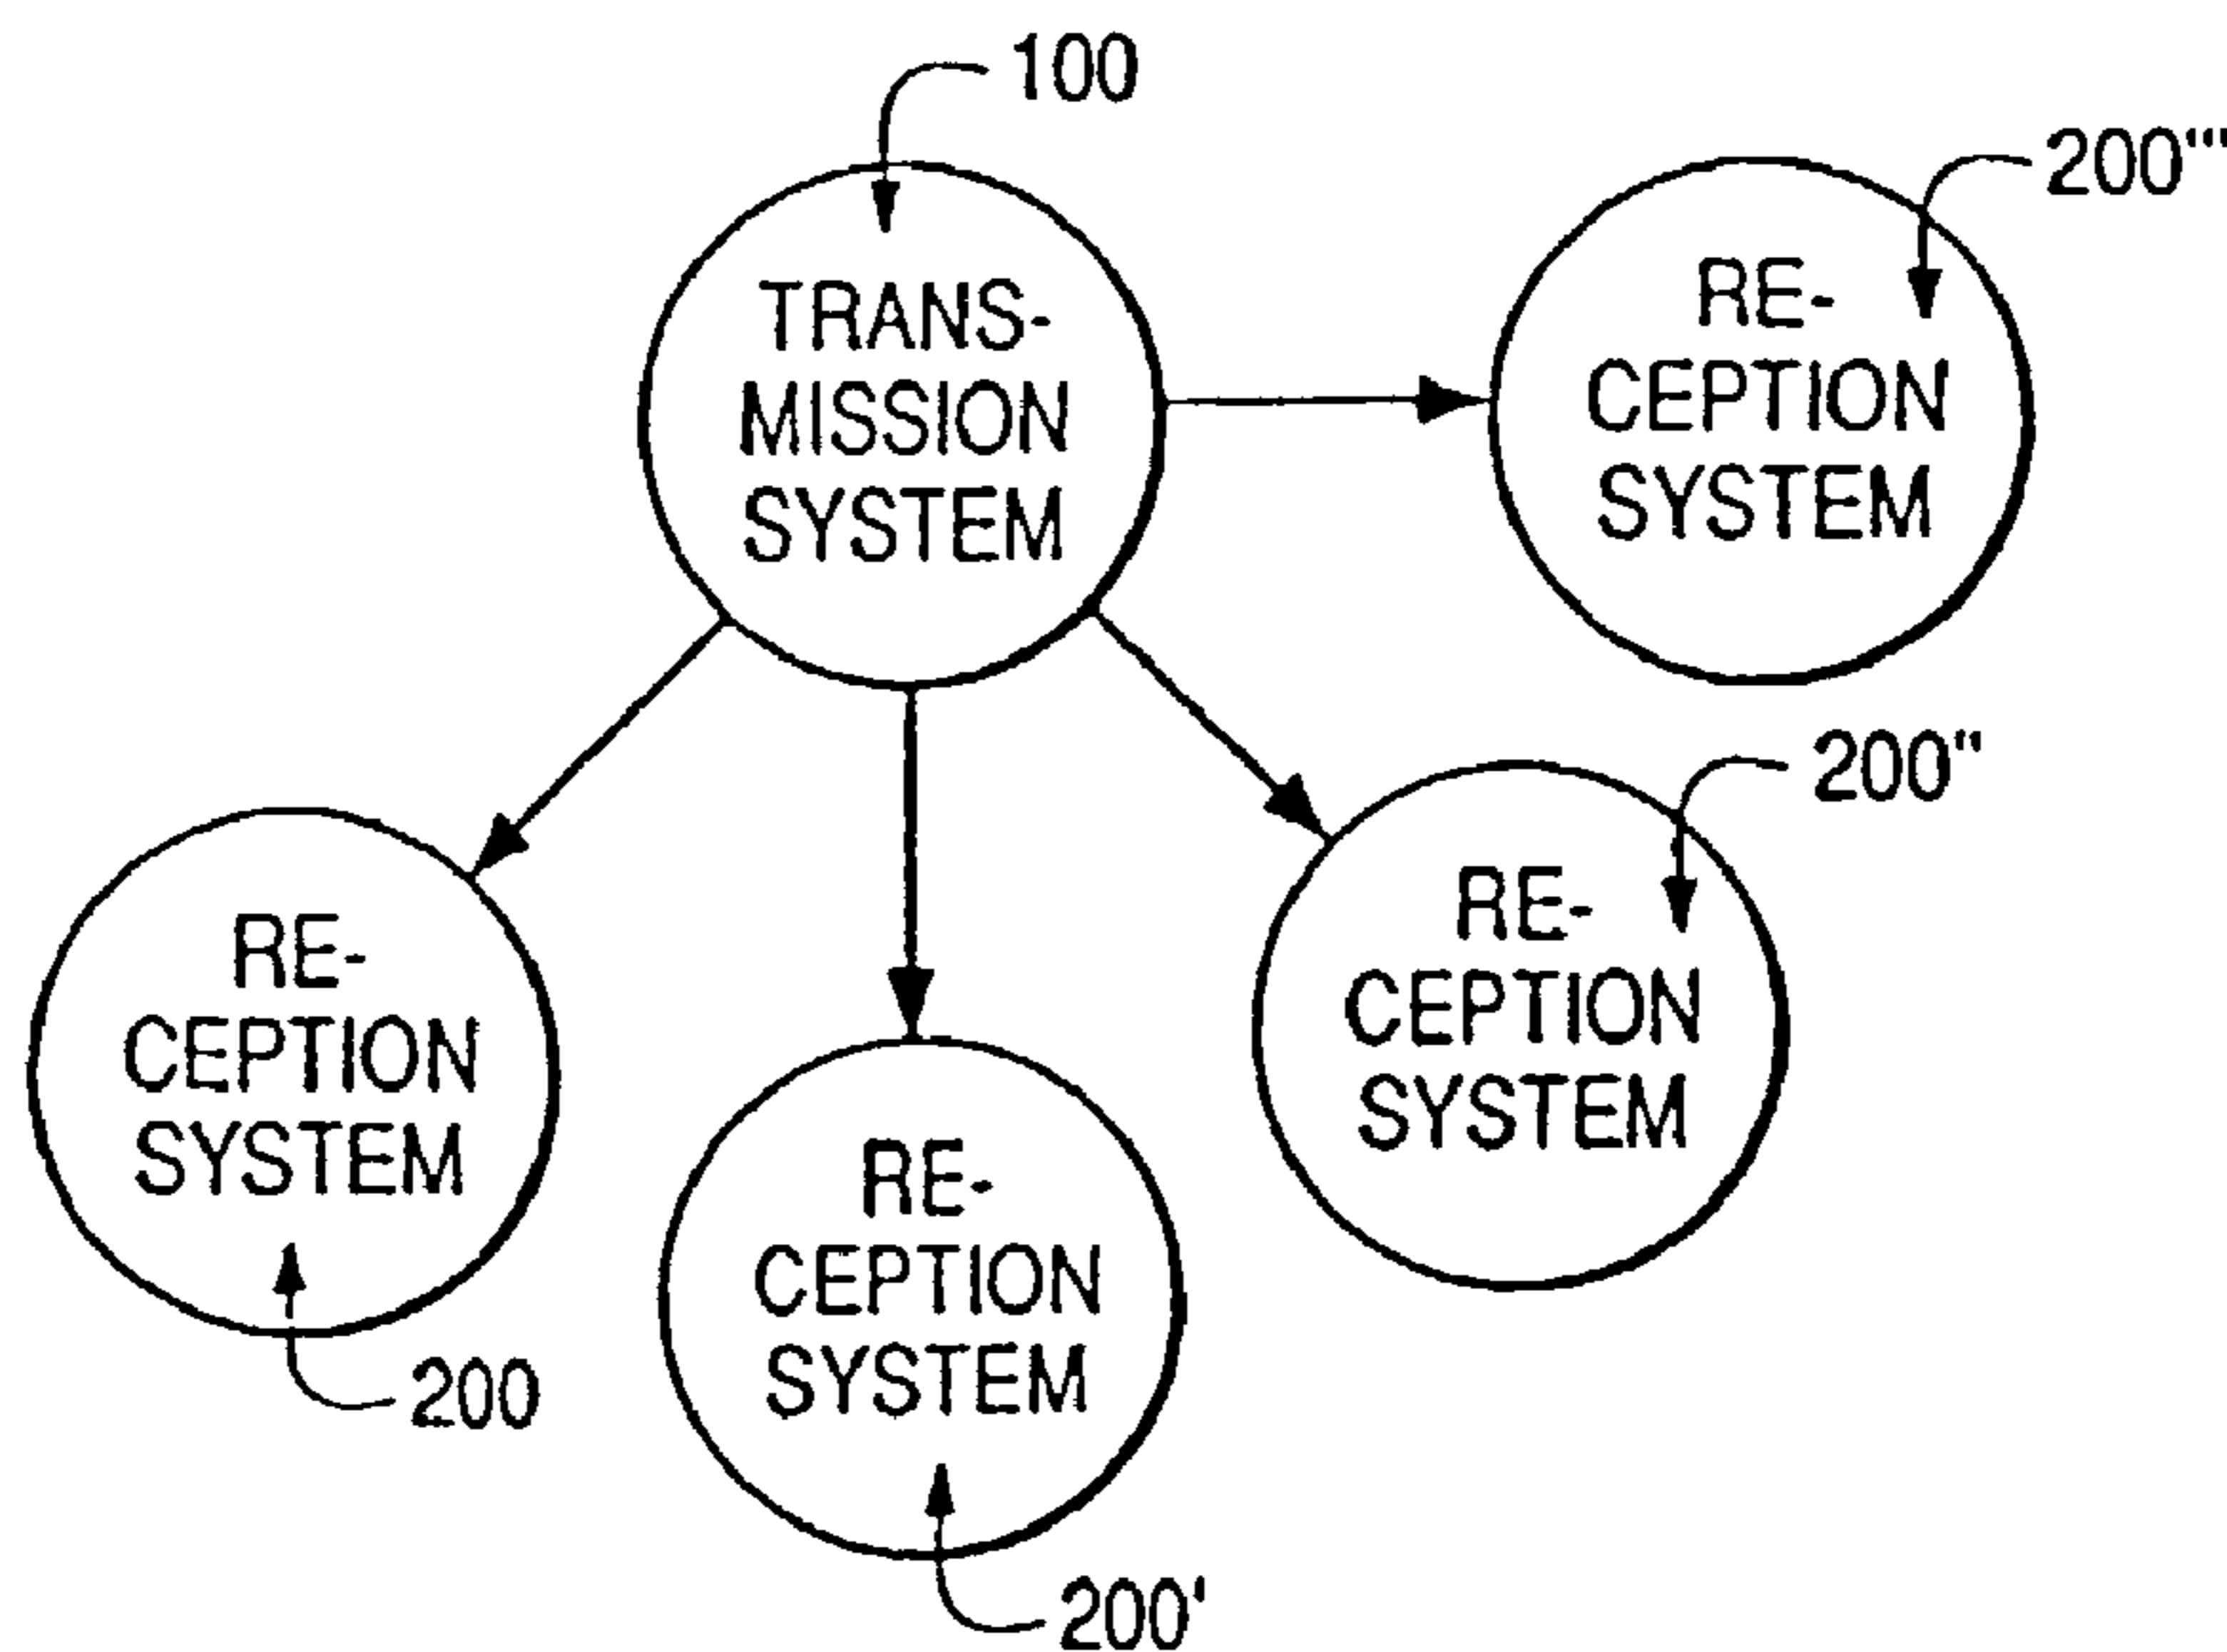 100
TRANS-
MISSION
SYSTEM
200'''
RE-
CEPTION
SYSTEM
200''
RE-
CEPTION
SYSTEM
RE-
CEPTION
SYSTEM
200
RE-
CEPTION
SYSTEM
200'